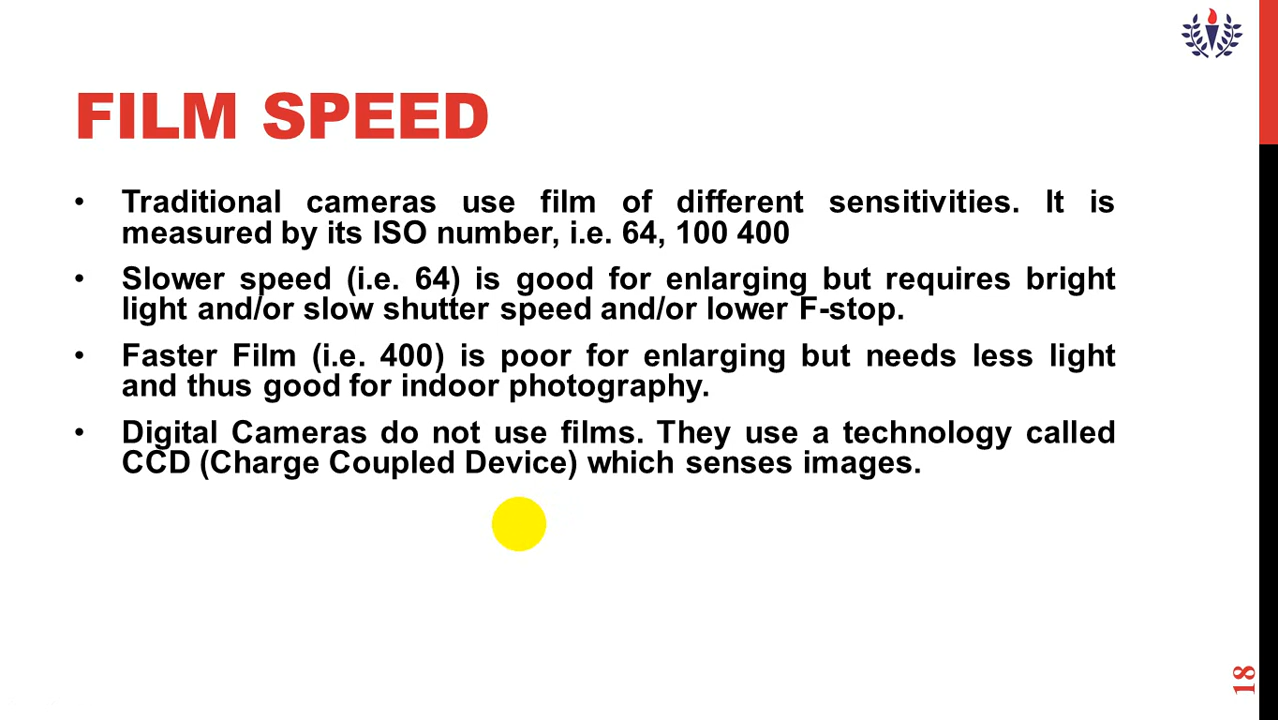 FILM SPEED
• Traditional cameras use film of different sensitivities. It is
measured by its ISO number, i.e. 64, 100 400
• Slower speed (i.e. 64) is good for enlarging but requires bright
light and/or slow shutter speed and/or lower F-stop.
• Faster Film (i.e. 400) is poor for enlarging but needs less light
and thus good for indoor photography.
• Digital Cameras do not use films. They use a technology called
CCD (Charge Coupled Device) which senses images.
18